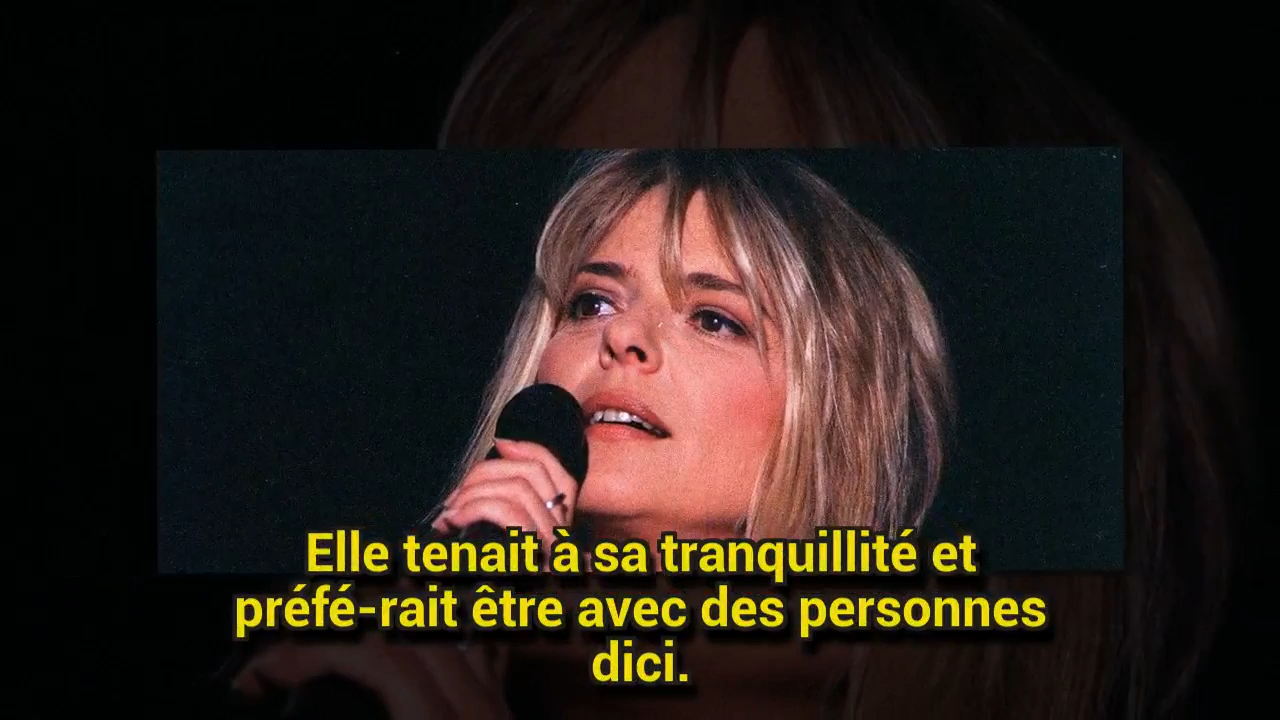 Elle tenait à sa tranquillité et
préfé-rait être avec des personnes
dici.